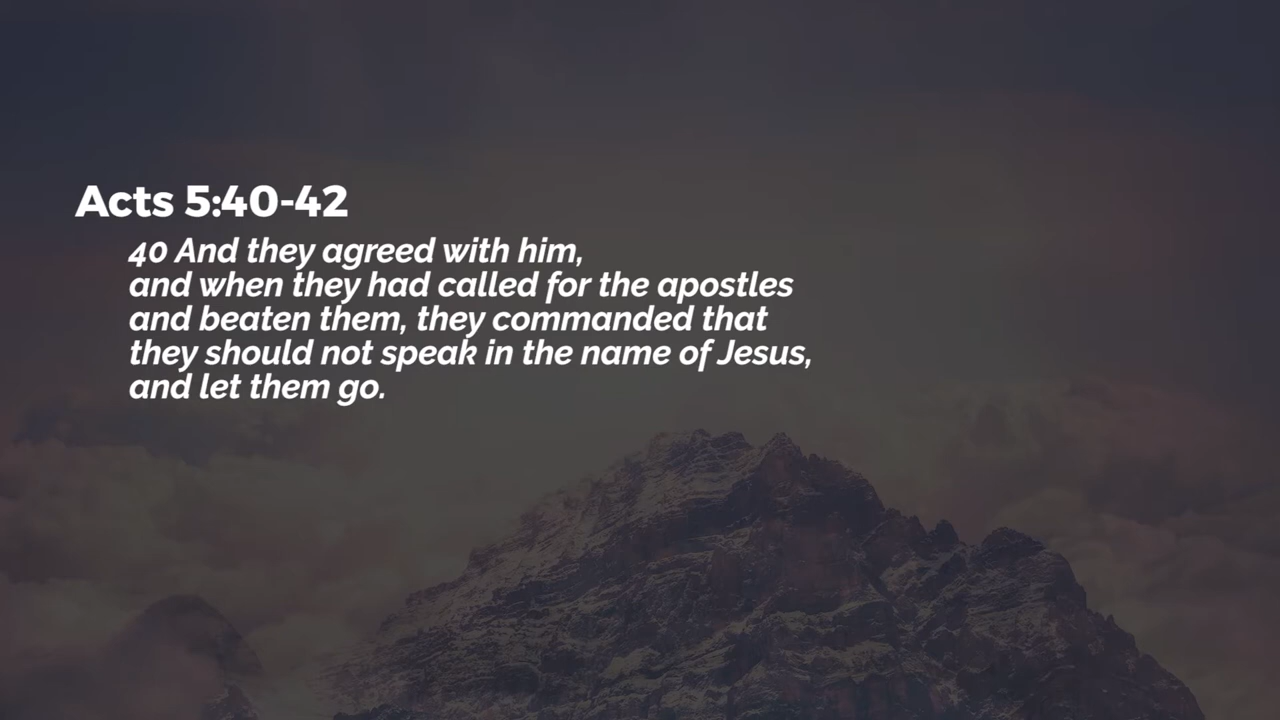 Acts 5:40-42
40 And they agreed with him,
and when they had called for the apostles
and beaten them, they commanded that
they should not speak in the name of Jesus,
and let them go.